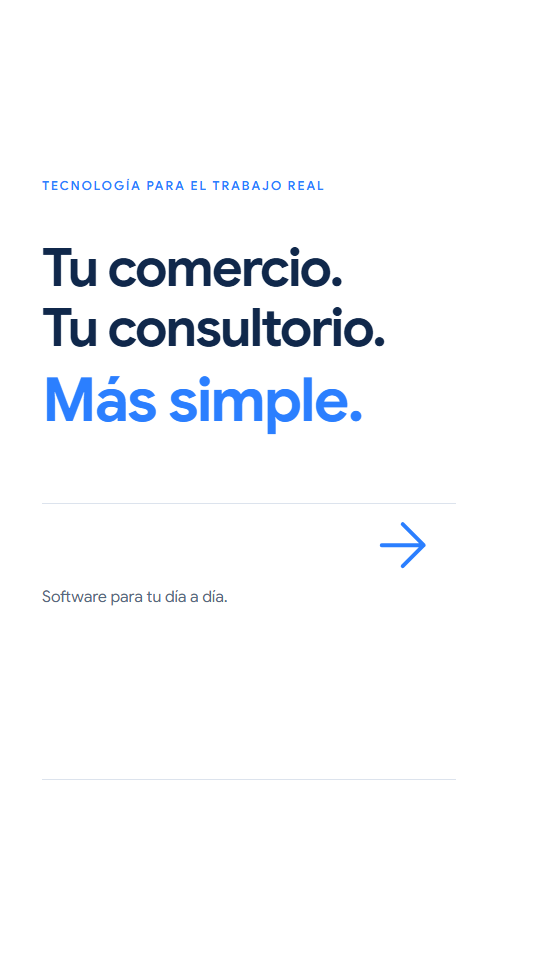 TECNOLOGÍA PARA EL TRABAJO REAL
Tu comercio.
Tu consultorio.
Más simple.
Software para tu día a día.